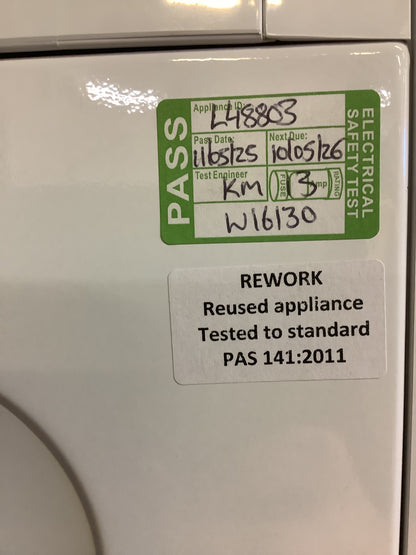 PASS
Appliance ID:
L48803
Pass Date: Next Due:
11/05/25 10/05/26
Test Engineer
KM FUSE 3 Amp RATING
W16130
ELECTRICAL
SAFETY TEST
REWORK
Reused appliance
Tested to standard
PAS 141:2011